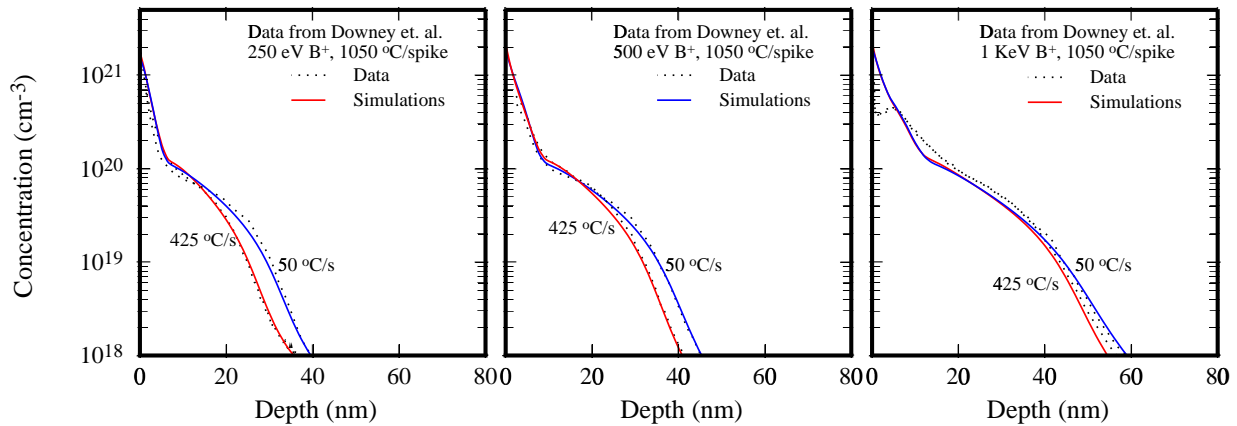 Data from Downey et. al.
250 eV B+, 1050 oC/spike
Data
Simulations
425 oC/s
50 oC/s
Data from Downey et. al.
500 eV B+, 1050 oC/spike
Data
Simulations
425 oC/s
50 oC/s
Data from Downey et. al.
1 KeV B+, 1050 oC/spike
Data
Simulations
425 oC/s
50 oC/s
Concentration (cm-3)
1021
1020
1019
1018
0 20 40 60 80
0 20 40 60 80
0 20 40 60 80
Depth (nm)
Depth (nm)
Depth (nm)